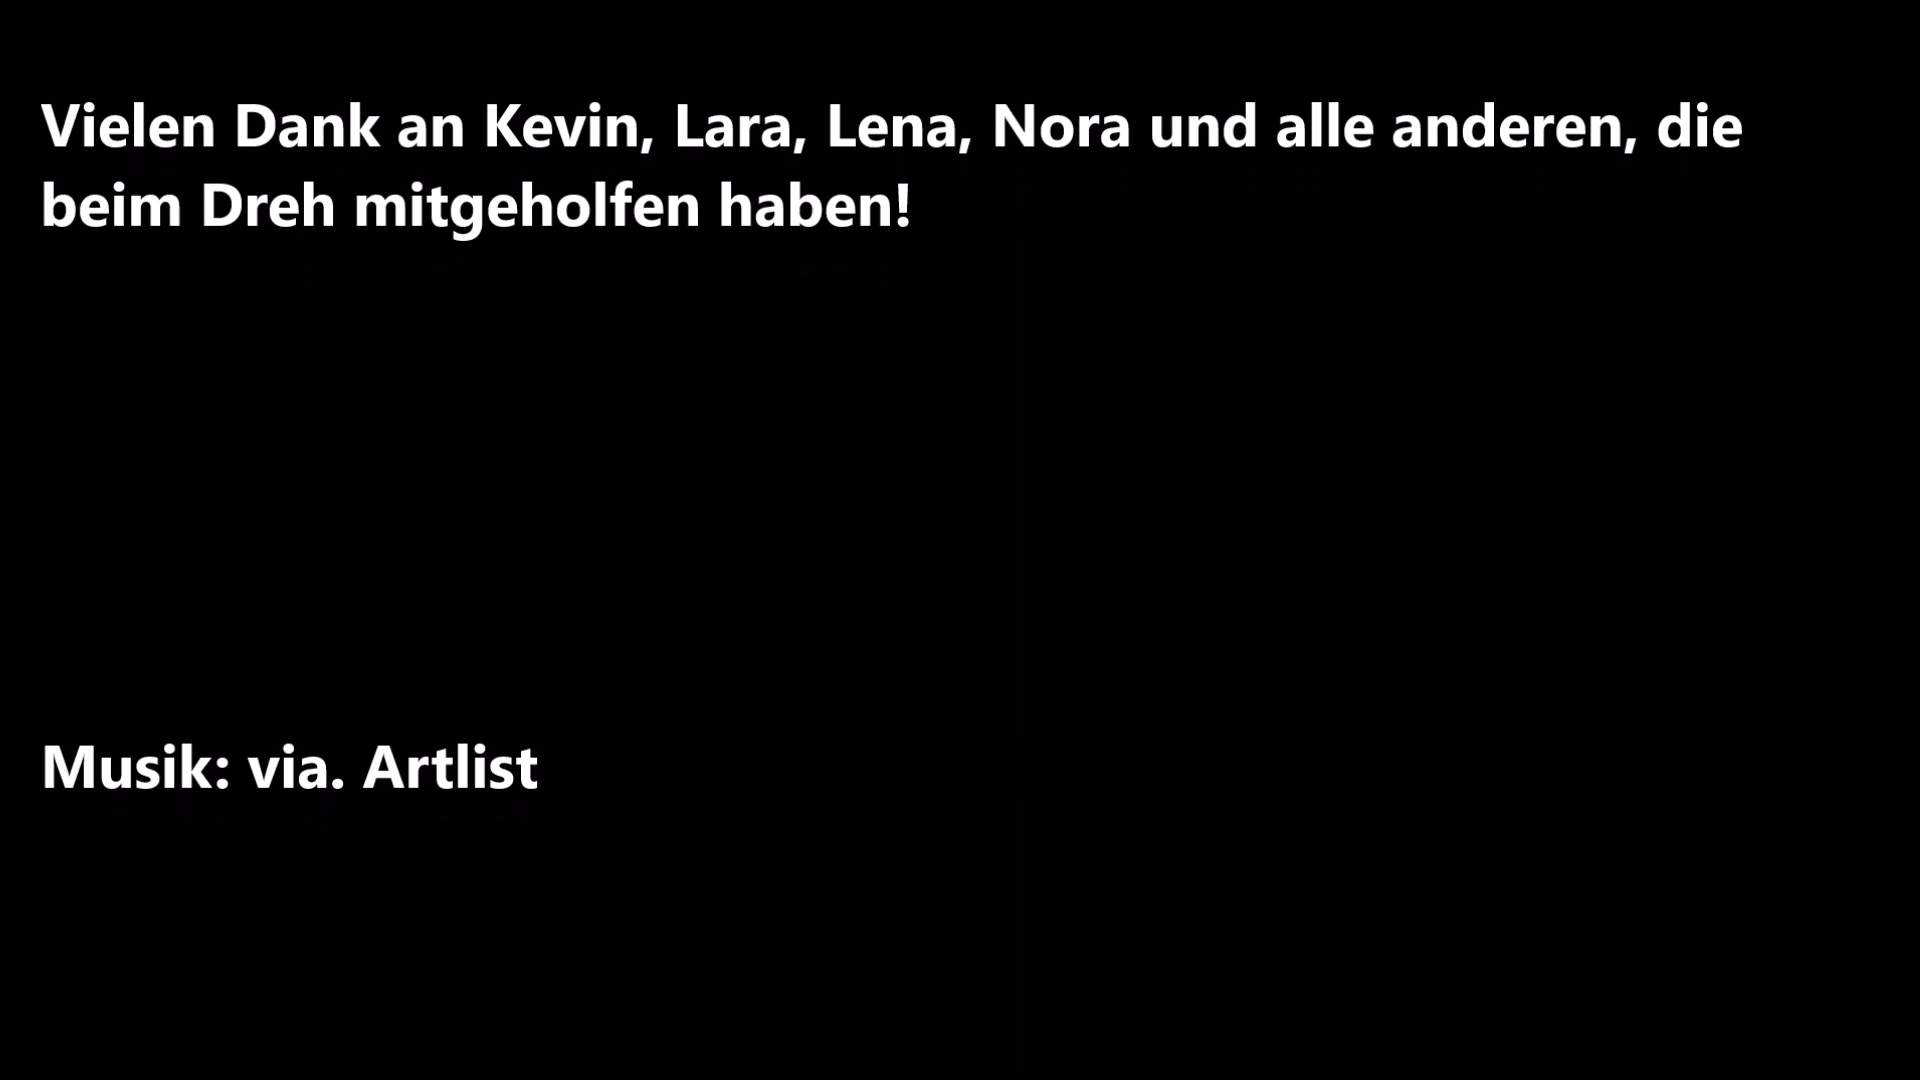 Vielen Dank an Kevin, Lara, Lena, Nora und alle anderen, die
beim Dreh mitgeholfen haben!
Musik: via. Artlist